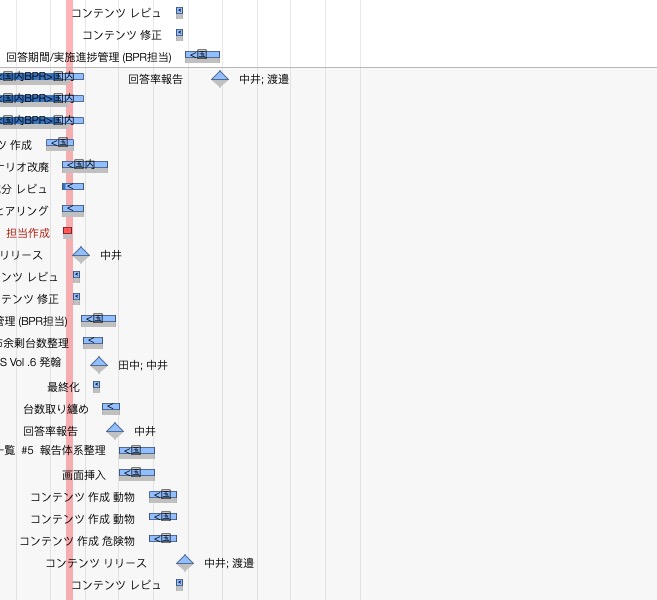 コンテンツ レビュ
コンテンツ 修正
回答期間/実施進捗管理 (BPR担当) <国
<国内BPR>国内 回答率報告 中井; 渡邉
<国内BPR>国内
<国内BPR>国内
ツ 作成 <国
ナリオ改廃 <国内
分 レビュ <
ヒアリング <
担当作成
リリース 中井
ンツ レビュ
テンツ 修正
管理 (BPR担当) <国
余剰台数整理 <
S Vol .6 発翰 田中; 中井
最終化
台数取り纏め <
回答率報告 中井
一覧 #5 報告体系整理 <国
画面挿入 <国
コンテンツ 作成 動物 <国
コンテンツ 作成 動物 <国
コンテンツ 作成 危険物 <国
コンテンツ リリース 中井; 渡邉
コンテンツ レビュ